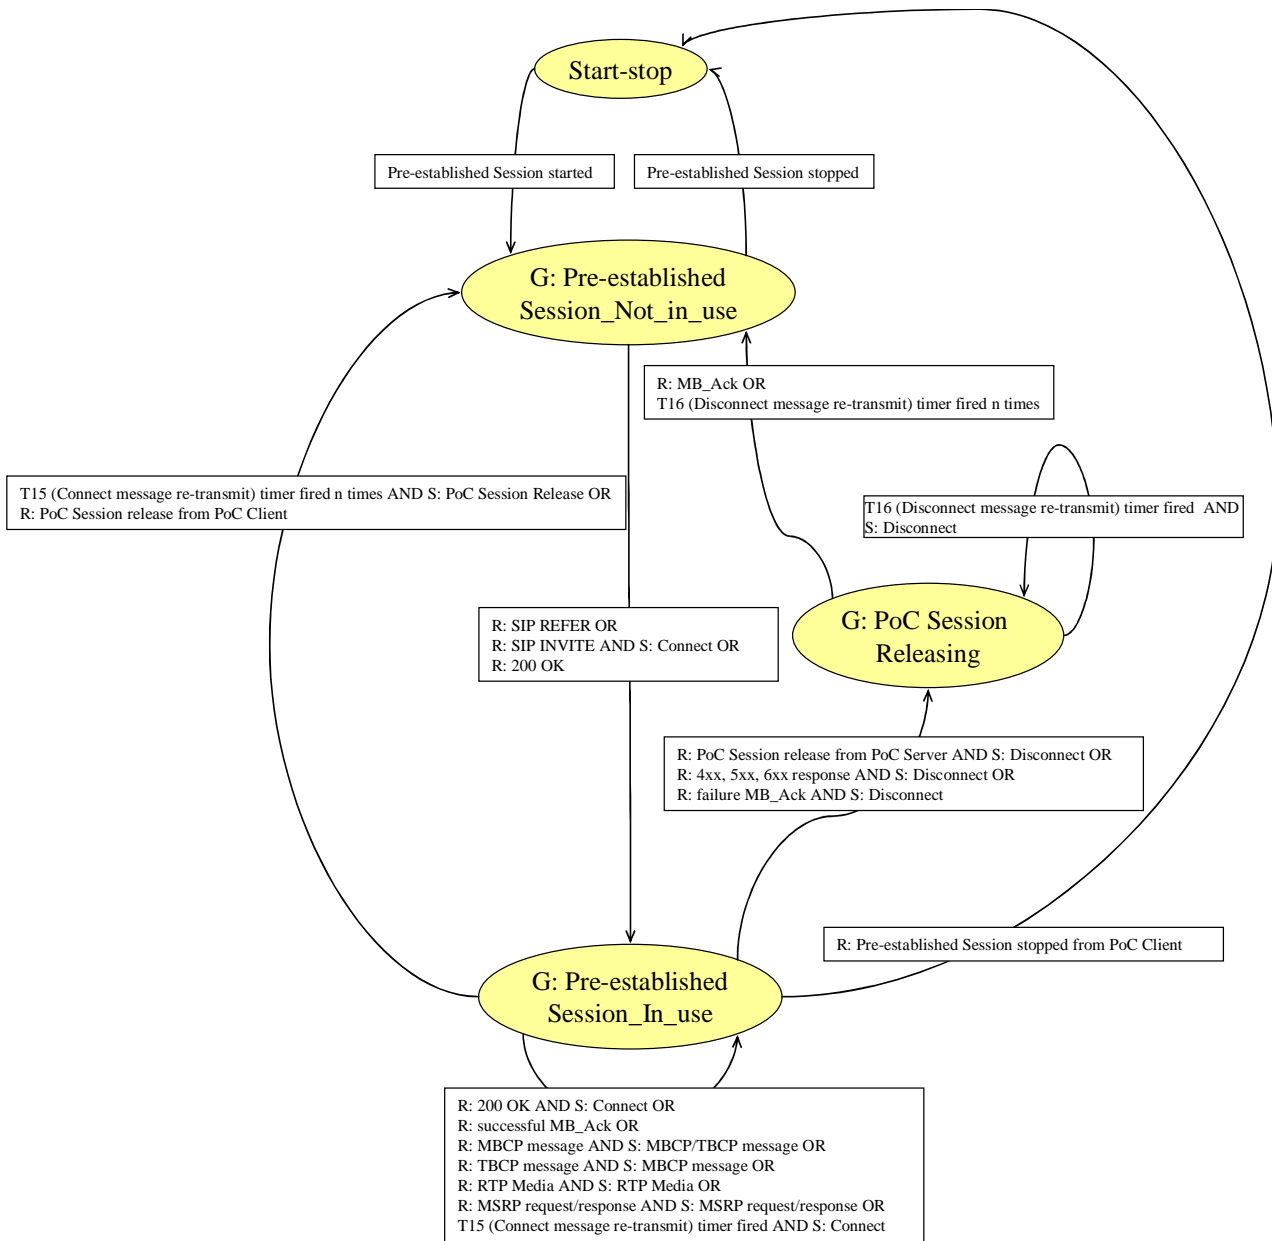 Start-stop
Pre-established Session started
Pre-established Session stopped
G: Pre-established
Session_Not_in_use
R: MB_Ack OR
T16 (Disconnect message re-transmit) timer fired n times
T15 (Connect message re-transmit) timer fired n times AND S: PoC Session Release OR
R: PoC Session release from PoC Client
T16 (Disconnect message re-transmit) timer fired AND
S: Disconnect
G: PoC Session
Releasing
R: SIP REFER OR
R: SIP INVITE AND S: Connect OR
R: 200 OK
R: PoC Session release from PoC Server AND S: Disconnect OR
R: 4xx, 5xx, 6xx response AND S: Disconnect OR
R: failure MB_Ack AND S: Disconnect
R: Pre-established Session stopped from PoC Client
G: Pre-established
Session_In_use
R: 200 OK AND S: Connect OR
R: successful MB_Ack OR
R: MBCP message AND S: MBCP/TBCP message OR
R: TBCP message AND S: MBCP message OR
R: RTP Media AND S: RTP Media OR
R: MSRP request/response AND S: MSRP request/response OR
T15 (Connect message re-transmit) timer fired AND S: Connect